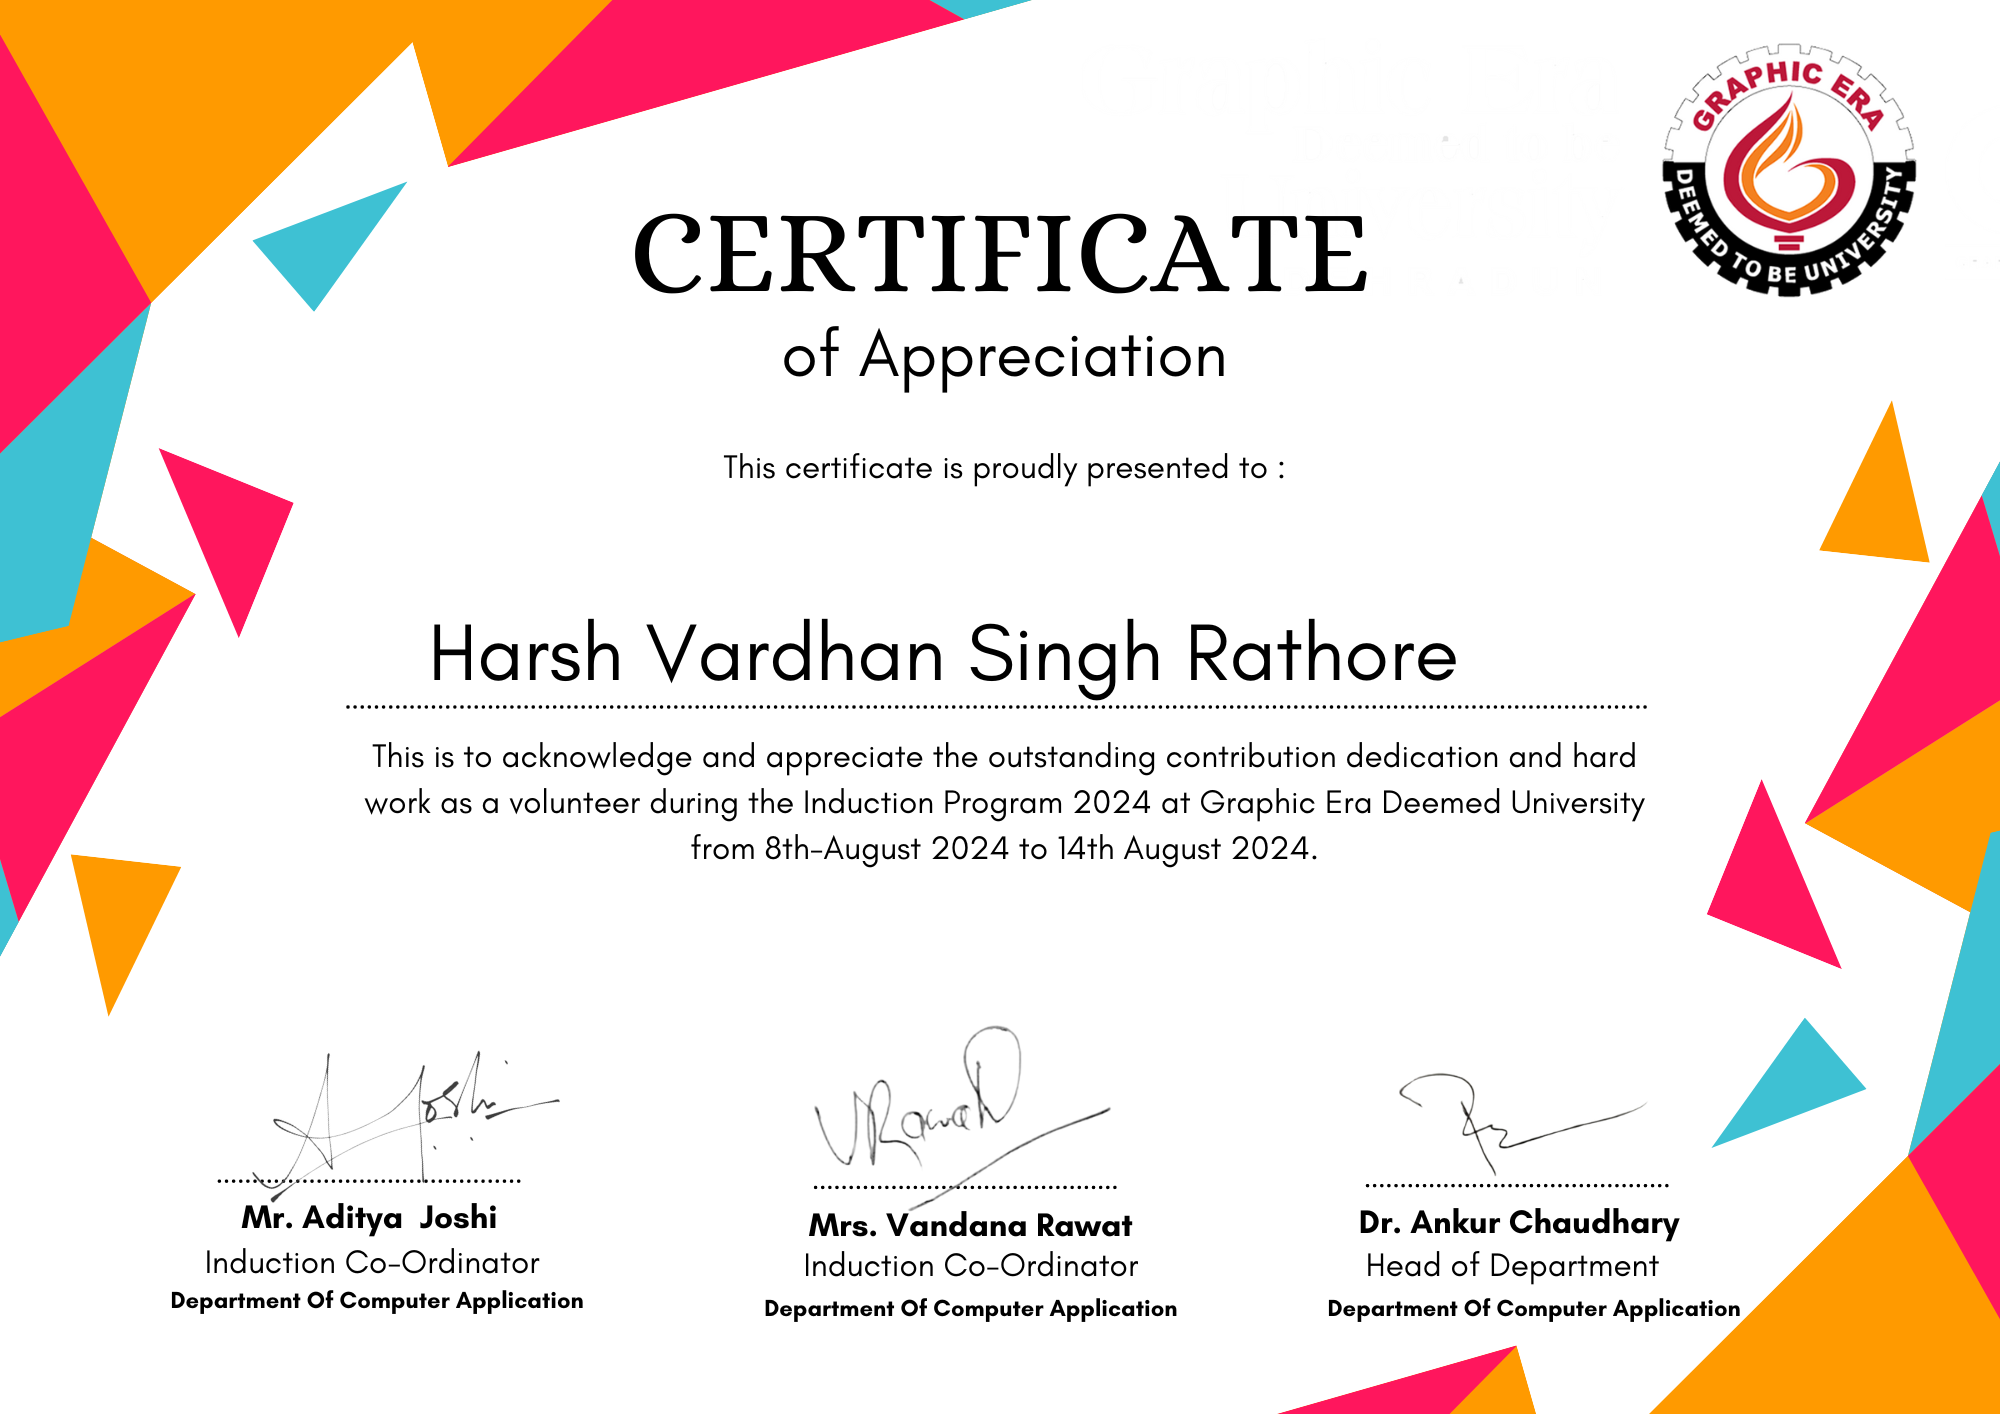 GRAPHIC ERA
DEEMED TO BE UNIVERSITY
CERTIFICATE
of Appreciation
This certificate is proudly presented to :
Harsh Vardhan Singh Rathore
This is to acknowledge and appreciate the outstanding contribution dedication and hard
work as a volunteer during the Induction Program 2024 at Graphic Era Deemed University
from 8th-August 2024 to 14th August 2024.
A Joshi
VRawat
Mr. Aditya Joshi
Induction Co-Ordinator
Department Of Computer Application
Mrs. Vandana Rawat
Induction Co-Ordinator
Department Of Computer Application
Dr. Ankur Chaudhary
Head of Department
Department Of Computer Application